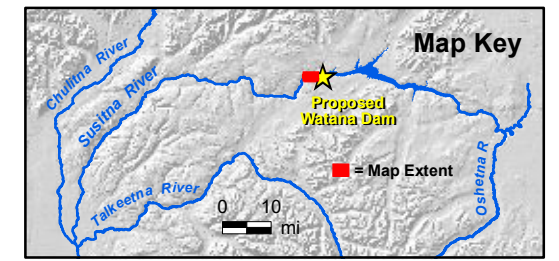 Map Key
Chulitna River
Susitna River
Proposed
Watana Dam
= Map Extent
Talkeetna River
Oshetna R
0 10
mi